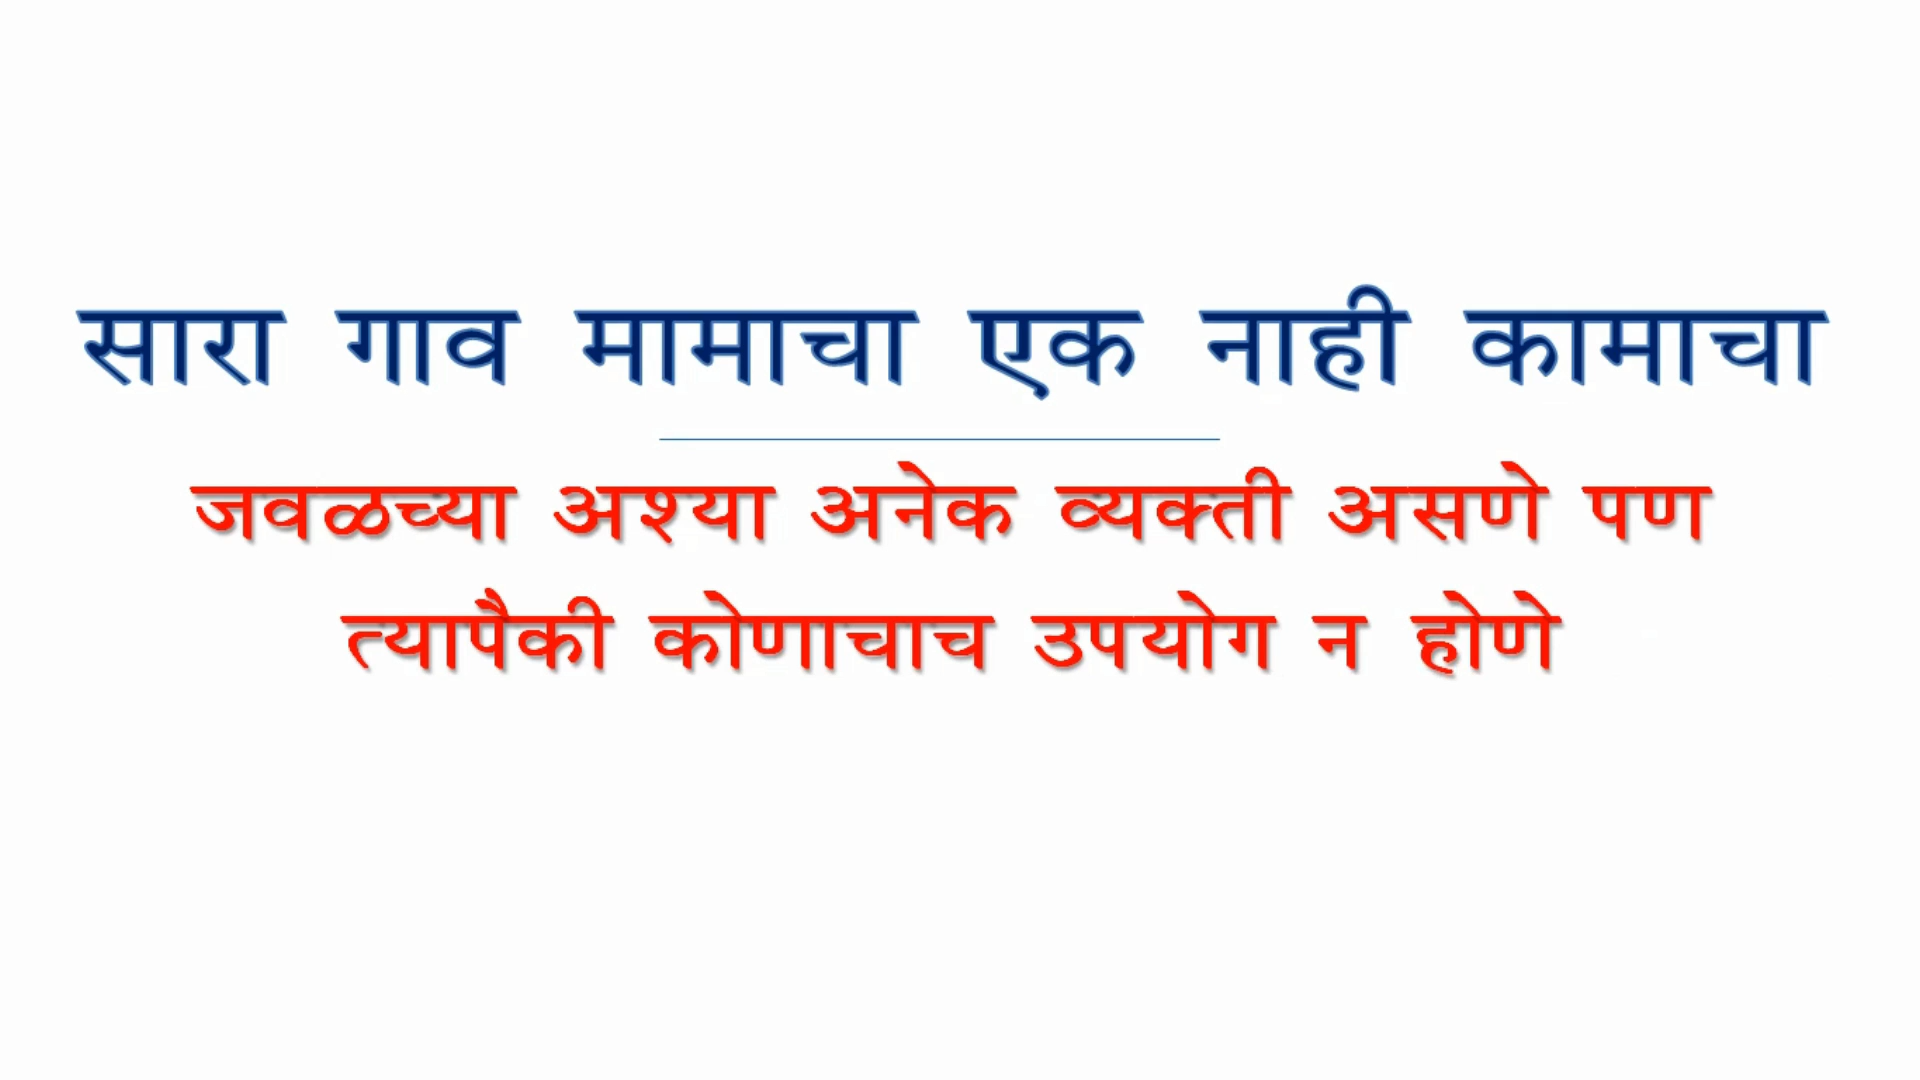 सारा गाव मामाचा एक नाही कामाचा
जवळच्या अश्या अनेक व्यक्ती असणे पण
त्यापैकी कोणाचाच उपयोग न होणे